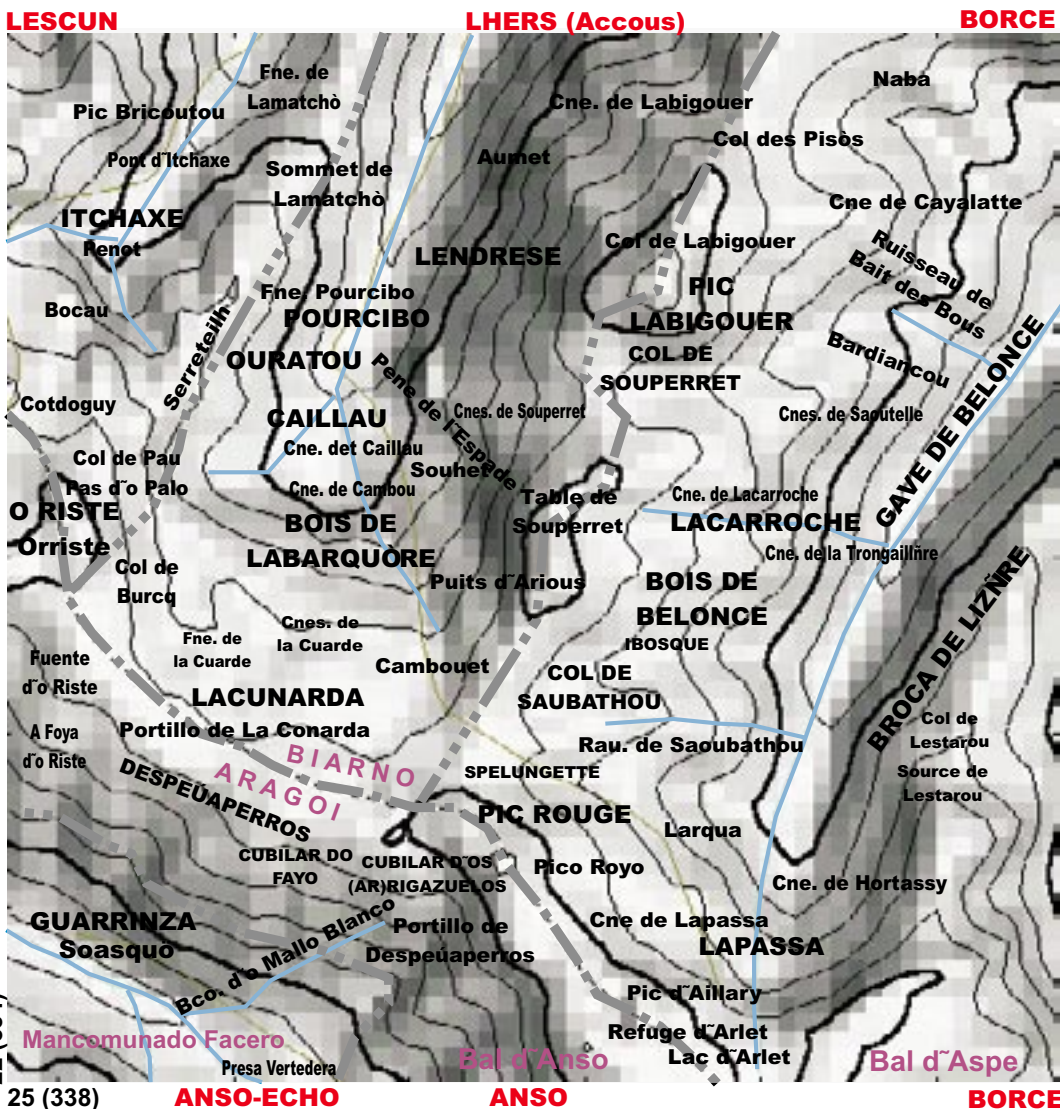 LESCUN
LHERS (Accous)
BORCE
Fne. de
Lamatchò
Pic Bricoutou
Cne. de Labigouer
Naba
Col des Pisòs
Pont d˜Itchaxe
Aumet
Sommet de
Lamatchò
Cne de Cayalatte
ITCHAXE
Penot
LENDRESE
Col de Labigouer
Ruisseau de
Bait des Bous
Bocau
Fne. Pourcibo
POURCIBO
PIC
LABIGOUER
Serreteilh
OURATOU
COL DE
SOUPERRET
Bardiancou
Pene de l˜Espade
Cotdoguy
CAILLAU
Cnes. de Souperret
Cnes. de Saoutelle
GAVE DE BELONCE
Col de Pau
Pas d˜o Palo
Cne. det Caillau
Souhet
Cne. de Cambou
Table de
Souperret
Cne. de Lacarroche
O RISTE
Orriste
BOIS DE
LABARQUÒRE
LACARROCHE
Cne. de la Trongaillñre
Col de
Burcq
Puits d˜Arious
BOIS DE
BELONCE
BROCA DE LIZÑRE
Cnes. de
la Cuarde
Fne. de
la Cuarde
IBOSQUE
Fuente
d˜o Riste
Cambouet
COL DE
SAUBATHOU
LACUNARDA
Portillo de La Conarda
A Foya
d˜o Riste
Rau. de Saoubathou
Col de
Lestarou
BIARNO
ARAGOI
SPELUNGETTE
Source de
Lestarou
DESPEÚAPERROS
PIC ROUGE
Larqua
CUBILAR DO
FAYO
CUBILAR D˜OS
(AR)RIGAZUELOS
Pico Royo
Cne. de Hortassy
GUARRINZA
Soasquò
Bco. d˜o Mallo Blanco
Portillo de
Despeúaperros
Cne de Lapassa
LAPASSA
Pic d˜Aillary
Mancomunado Facero
Refuge d˜Arlet
Lac d˜Arlet
Presa Vertedera
Bal d˜Anso
Bal d˜Aspe
25 (338)
ANSO-ECHO
ANSO
BORCE